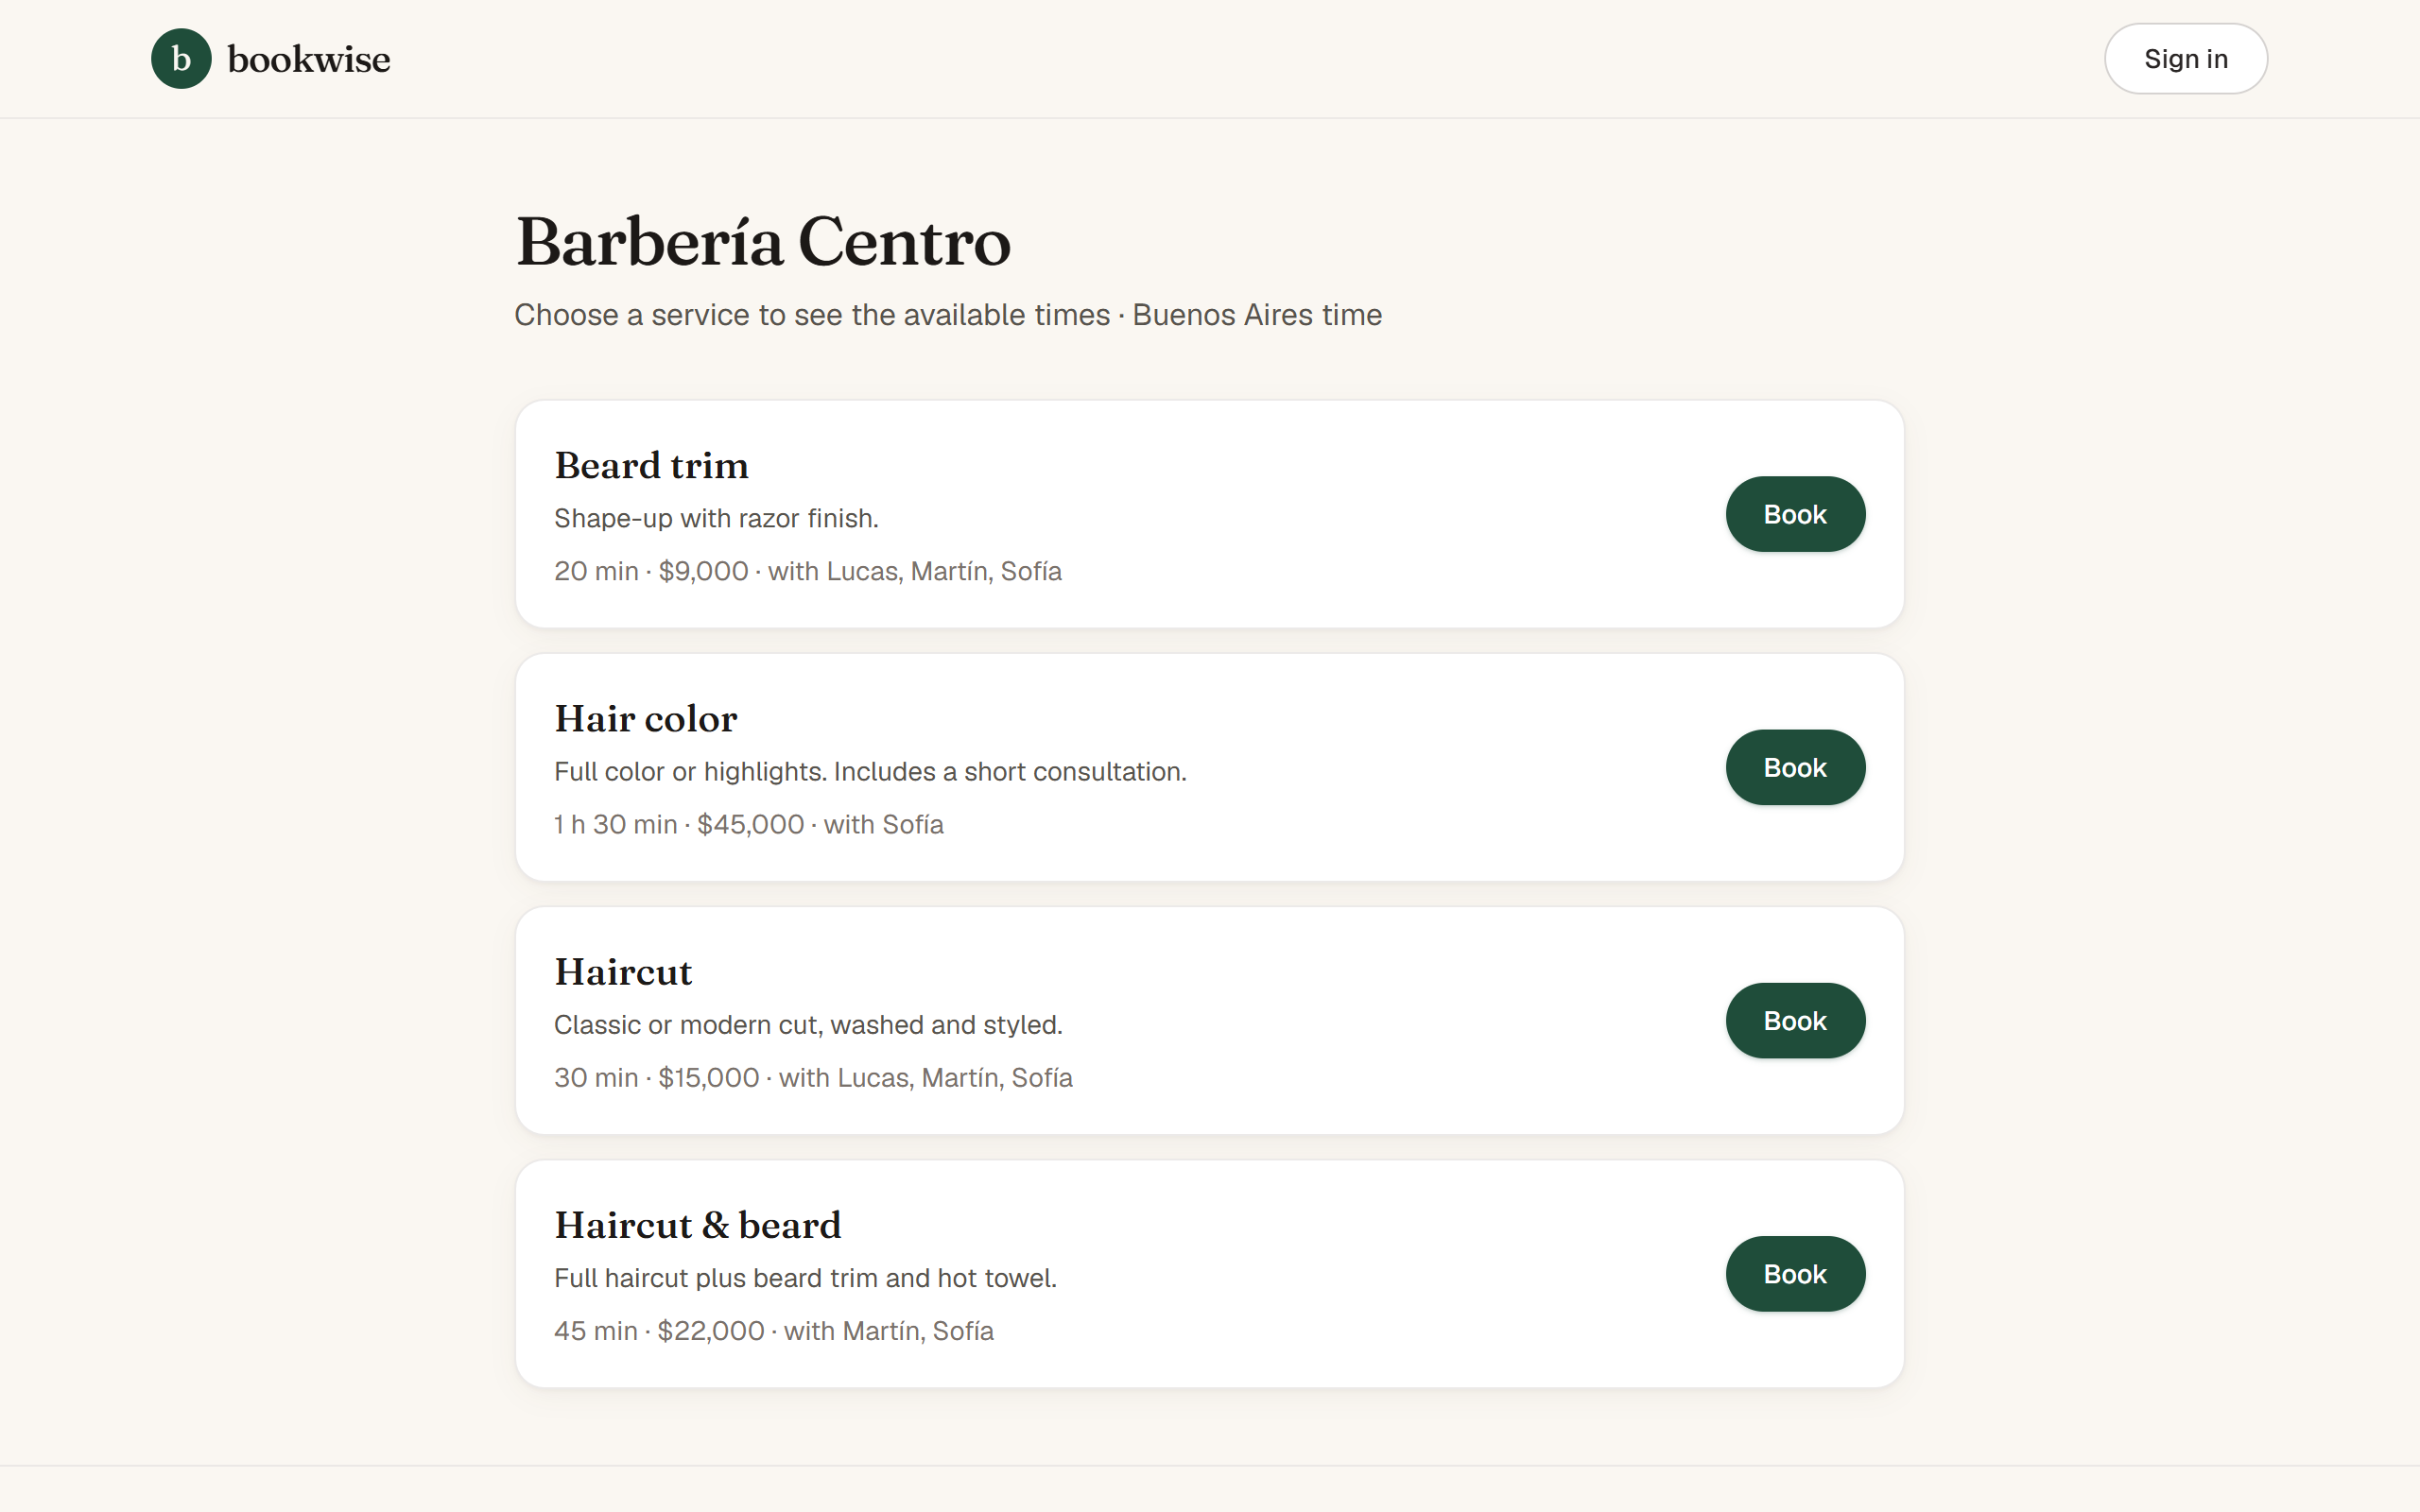 b bookwise
Sign in
Barbería Centro
Choose a service to see the available times · Buenos Aires time
Beard trim
Shape-up with razor finish.
20 min · $9,000 · with Lucas, Martín, Sofía
Book
Hair color
Full color or highlights. Includes a short consultation.
1 h 30 min · $45,000 · with Sofía
Book
Haircut
Classic or modern cut, washed and styled.
30 min · $15,000 · with Lucas, Martín, Sofía
Book
Haircut & beard
Full haircut plus beard trim and hot towel.
45 min · $22,000 · with Martín, Sofía
Book